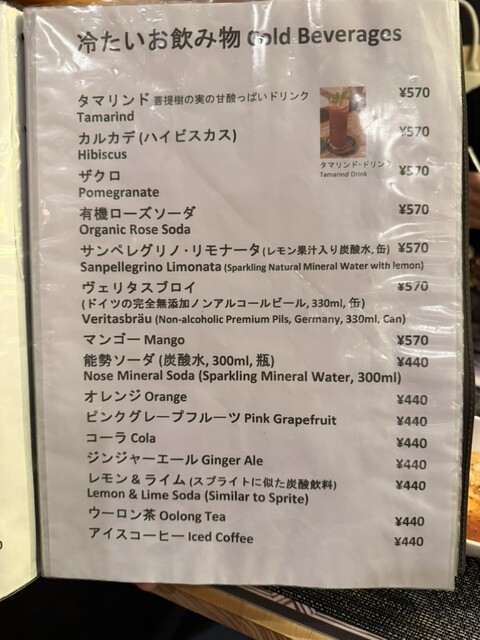 冷たいお飲み物 Cold Beverages
タマリンド 菩提樹の実の甘酸っぱいドリンク ¥570
Tamarind
カルカデ (ハイビスカス) ¥570
Hibiscus
タマリンド・ドリンク
Tamarind Drink
ザクロ ¥570
Pomegranate
有機ローズソーダ ¥570
Organic Rose Soda
サンペレグリノ・リモナータ (レモン果汁入り炭酸水, 缶) ¥570
Sanpellegrino Limonata (Sparkling Natural Mineral Water with lemon)
ヴェリタスブロイ ¥570
(ドイツの完全無添加ノンアルコールビール, 330ml, 缶)
Veritasbräu (Non-alcoholic Premium Pils, Germany, 330ml, Can)
マンゴー Mango ¥570
能勢ソーダ (炭酸水, 300ml, 瓶) ¥440
Nose Mineral Soda (Sparkling Mineral Water, 300ml)
オレンジ Orange ¥440
ピンクグレープフルーツ Pink Grapefruit ¥440
コーラ Cola ¥440
ジンジャーエール Ginger Ale ¥440
レモン & ライム (スプライトに似た炭酸飲料) ¥440
Lemon & Lime Soda (Similar to Sprite)
ウーロン茶 Oolong Tea ¥440
アイスコーヒー Iced Coffee ¥440